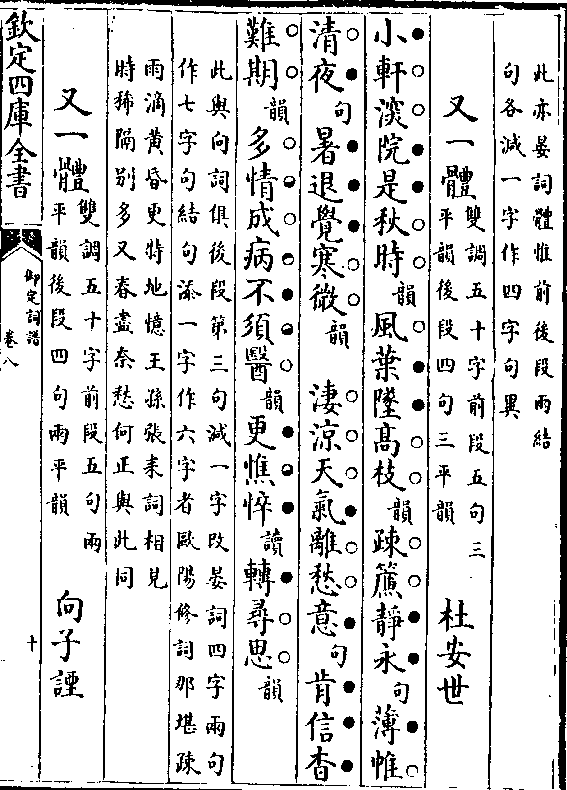 此亦晏詞體惟前後段兩結
句各減一字作四字句異
又一體雙調五十字前段五句三
平韻後段四句三平韻
杜安世
小軒深院是秋時韻風葉墜髙枝韻疎簾靜永句薄帷
清夜句暑退覺寒微韻　淒涼天氣離愁意句肯信杳
難期韻多情成病不須醫韻更憔悴讀轉尋思韻
此與向詞俱後段第三句減一字改晏詞四字兩句
作七字句結句添一字作六字者歐陽修詞那堪疎
雨滴黄昏更特地憶王孫張耒詞相見
時稀隔别多又春盡奈愁何正與此同
又一體雙調五十字前段五句兩
平韻後段四句兩平韻
向子諲
欽定四庫全書
御定詞譜
卷八
十